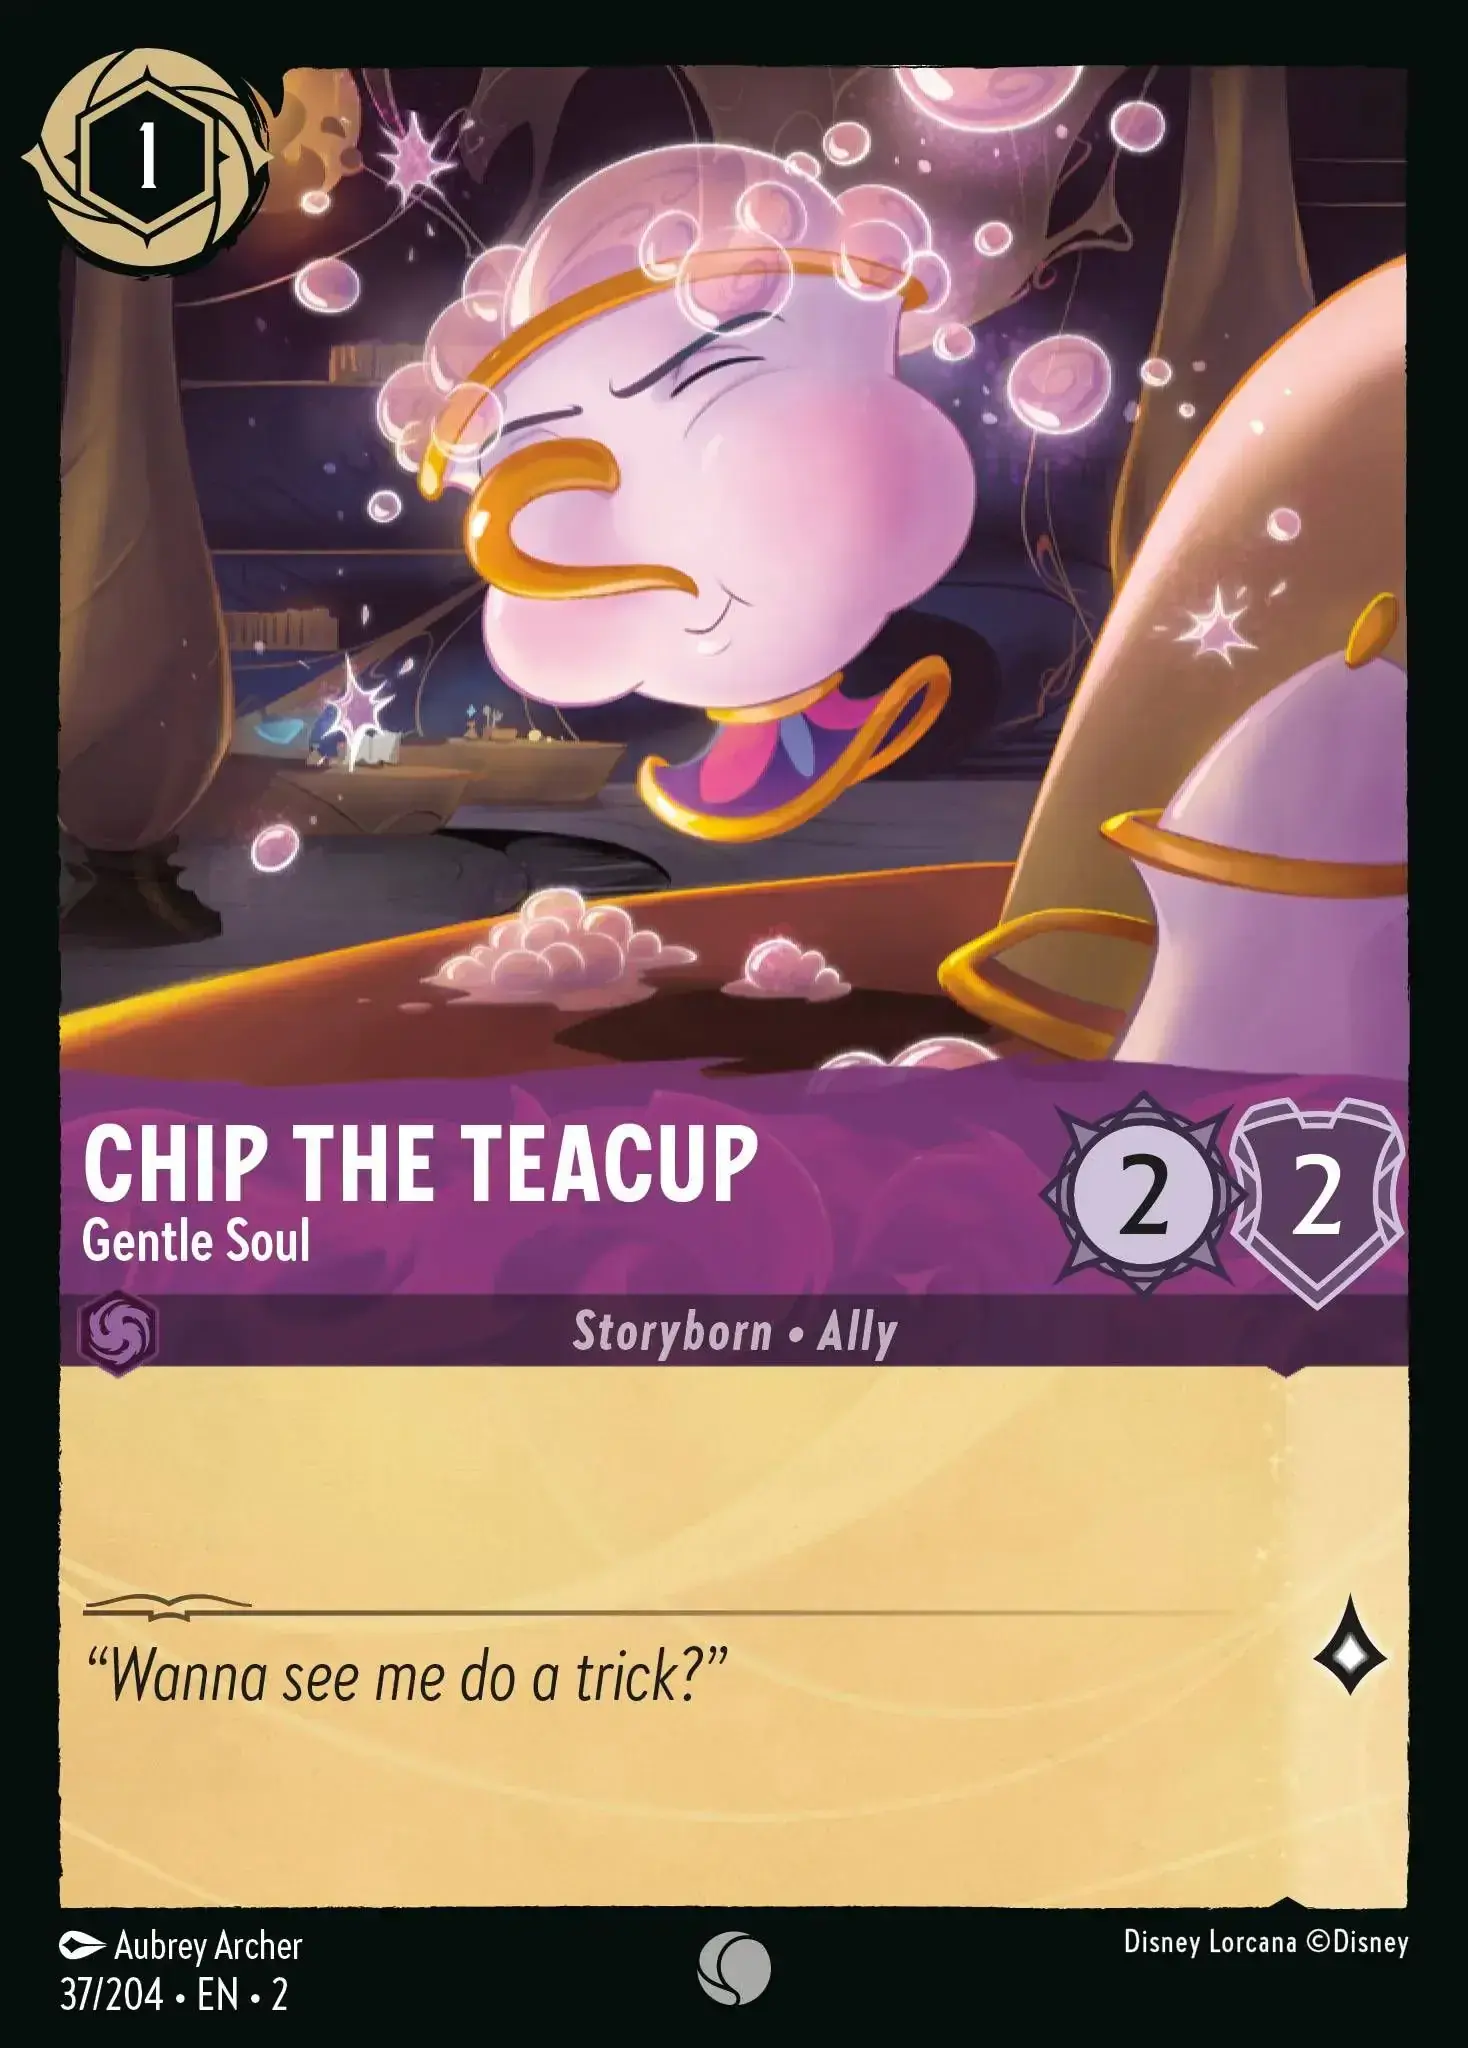 1
CHIP THE TEACUP
Gentle Soul
2
2
Storyborn • Ally
“Wanna see me do a trick?”
Aubrey Archer
37/204 • EN • 2
Disney Lorcana ©Disney